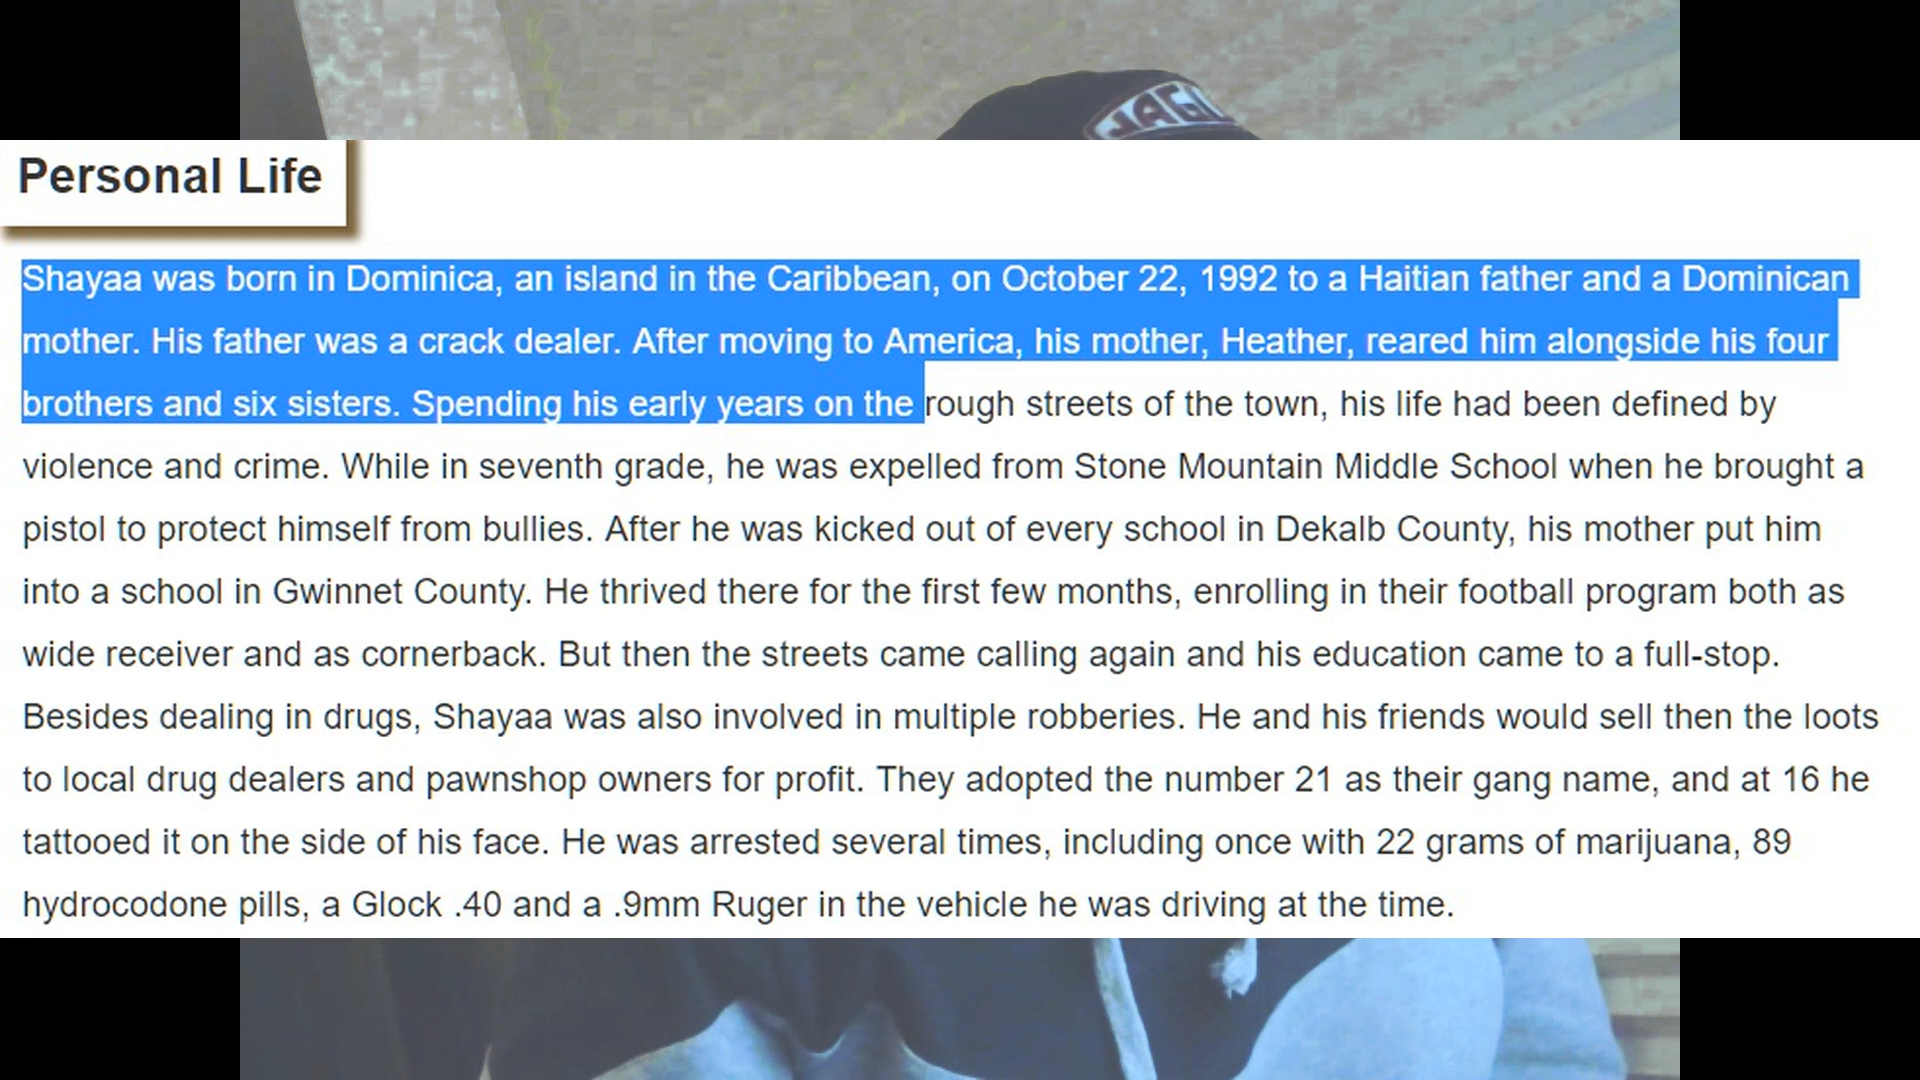 JAGU
Personal Life
Shayaa was born in Dominica, an island in the Caribbean, on October 22, 1992 to a Haitian father and a Dominican
mother. His father was a crack dealer. After moving to America, his mother, Heather, reared him alongside his four
brothers and six sisters. Spending his early years on the rough streets of the town, his life had been defined by
violence and crime. While in seventh grade, he was expelled from Stone Mountain Middle School when he brought a
pistol to protect himself from bullies. After he was kicked out of every school in Dekalb County, his mother put him
into a school in Gwinnet County. He thrived there for the first few months, enrolling in their football program both as
wide receiver and as cornerback. But then the streets came calling again and his education came to a full-stop.
Besides dealing in drugs, Shayaa was also involved in multiple robberies. He and his friends would sell then the loots
to local drug dealers and pawnshop owners for profit. They adopted the number 21 as their gang name, and at 16 he
tattooed it on the side of his face. He was arrested several times, including once with 22 grams of marijuana, 89
hydrocodone pills, a Glock .40 and a .9mm Ruger in the vehicle he was driving at the time.